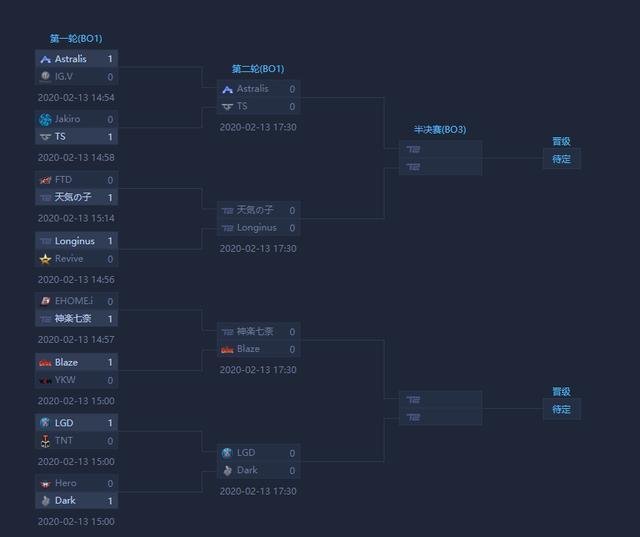 第一轮(BO1)
Astralis 1
IG.V 0
2020-02-13 14:54
Jakiro 0
TS 1
2020-02-13 14:58
FTD 0
天気の子 1
2020-02-13 15:14
Longinus 1
Revive 0
2020-02-13 14:56
EHOME.i 0
神楽七奈 1
2020-02-13 14:57
Blaze 1
YKW 0
2020-02-13 15:00
LGD 1
TNT 0
2020-02-13 15:00
Hero 0
Dark 1
2020-02-13 15:00
第二轮(BO1)
Astralis 0
TS 0
2020-02-13 17:30
天気の子 0
Longinus 0
2020-02-13 17:30
神楽七奈 0
Blaze 0
2020-02-13 17:30
LGD 0
Dark 0
2020-02-13 17:30
半决赛(BO3)
晋级
待定
晋级
待定